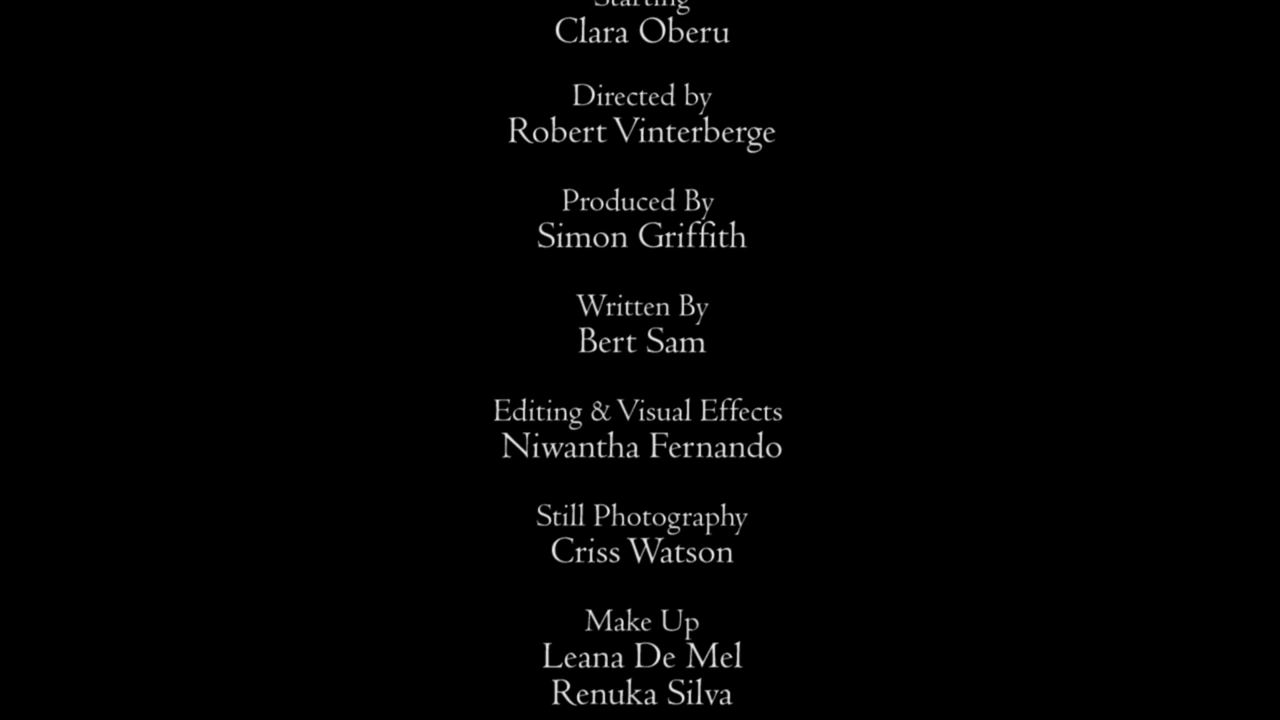 Starting
Clara Oberu
Directed by
Robert Vinterberge
Produced By
Simon Griffith
Written By
Bert Sam
Editing & Visual Effects
Niwantha Fernando
Still Photography
Criss Watson
Make Up
Leana De Mel
Renuka Silva